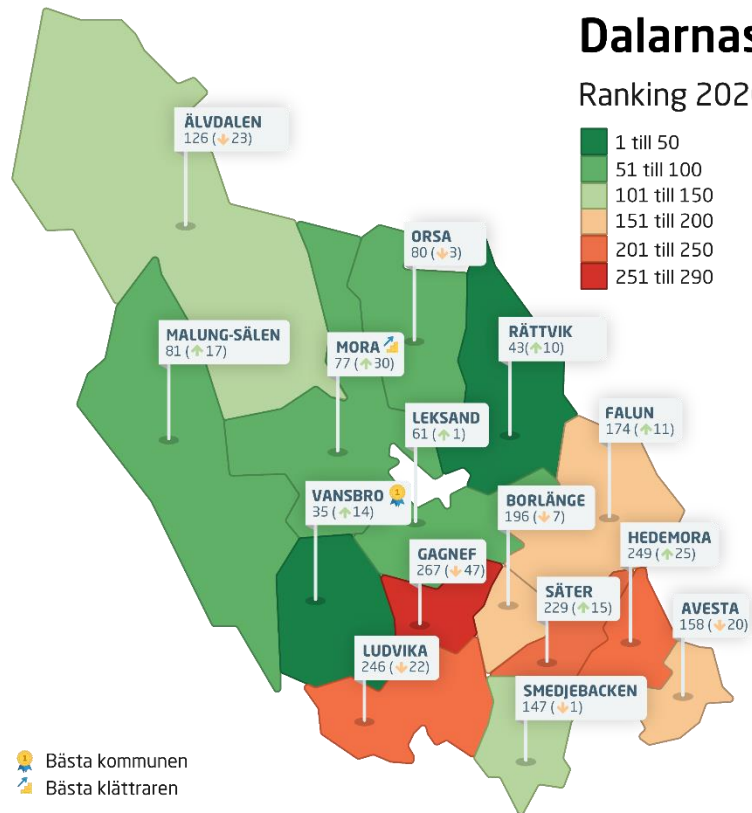 Dalarnas
Ranking 202
1 till 50
51 till 100
101 till 150
151 till 200
201 till 250
251 till 290
ÄLVDALEN
126 (↓23)
ORSA
80 (↓3)
MALUNG-SÄLEN
81 (↑17)
MORA
77 (↑30)
RÄTTVIK
43(↑10)
LEKSAND
61 (↑1)
FALUN
174 (↑11)
VANSBRO
35 (↑14)
BORLÄNGE
196 (↓7)
GAGNEF
267 (↓47)
HEDEMORA
249 (↑25)
SÄTER
229 (↑15)
AVESTA
158 (↓20)
LUDVIKA
246 (↓22)
SMEDJEBACKEN
147 (↓1)
1 Bästa kommunen
Bästa klättraren